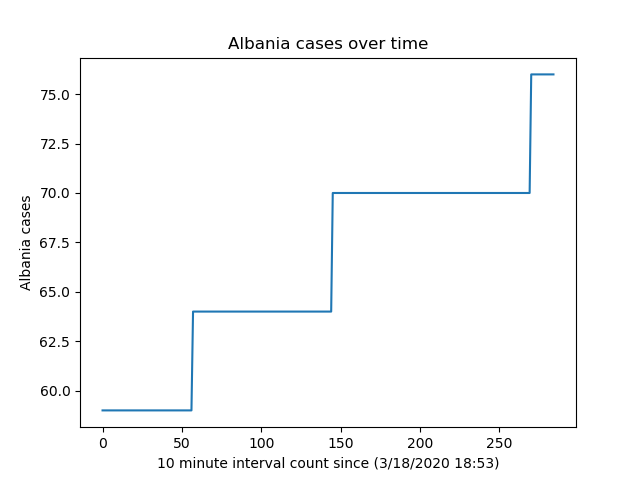 Albania cases over time
75.0
72.5
70.0
67.5
65.0
62.5
60.0
Albania cases
0 50 100 150 200 250
10 minute interval count since (3/18/2020 18:53)